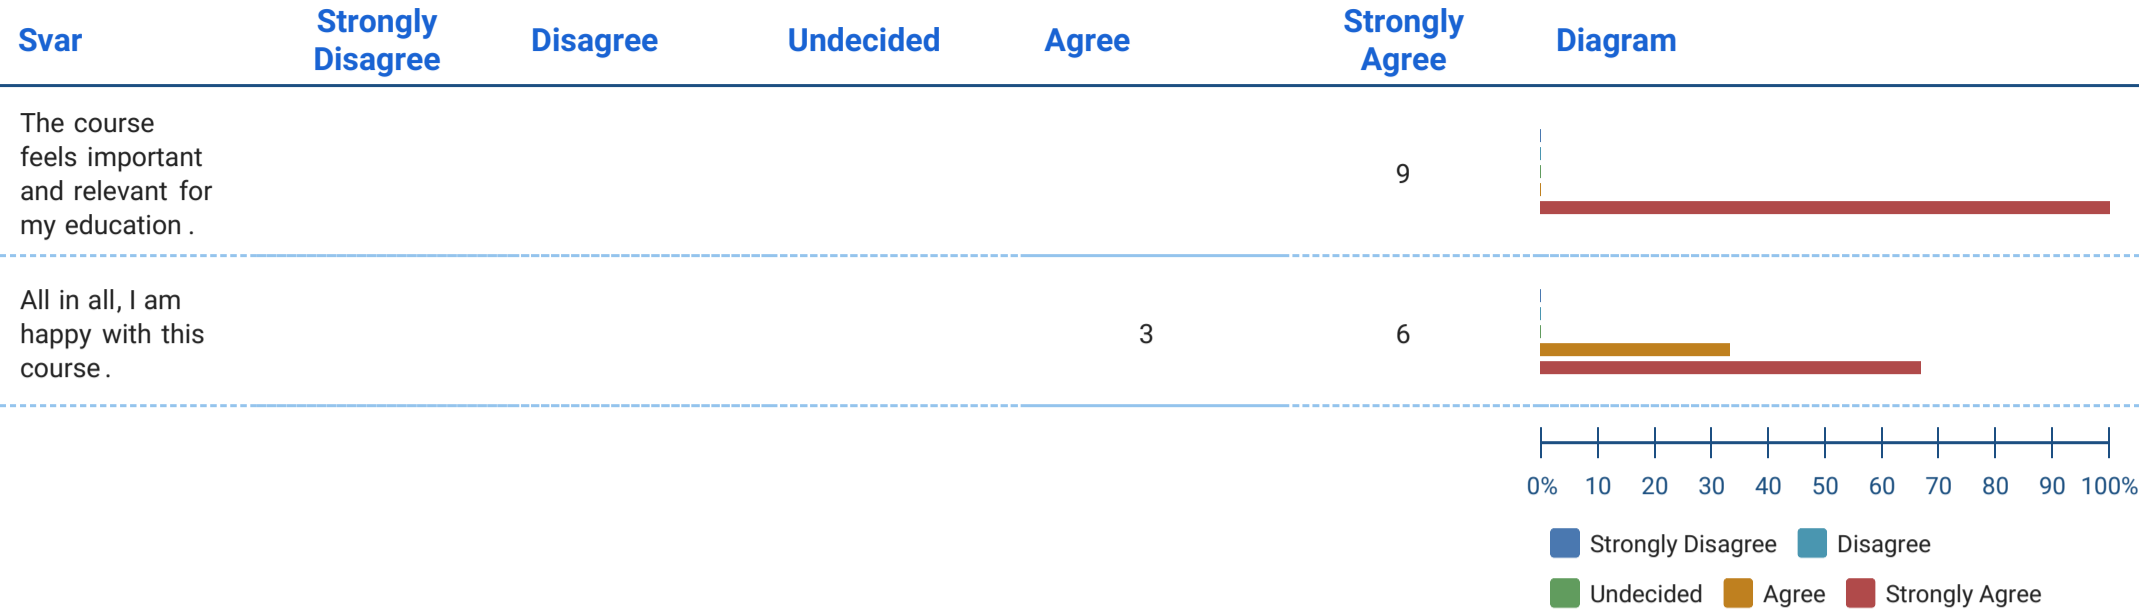 Svar Strongly Disagree Disagree Undecided Agree Strongly Agree Diagram
The course
feels important
and relevant for
my education .
9
All in all, I am
happy with this
course .
3 6
0% 10 20 30 40 50 60 70 80 90 100%
Strongly Disagree Disagree
Undecided Agree Strongly Agree